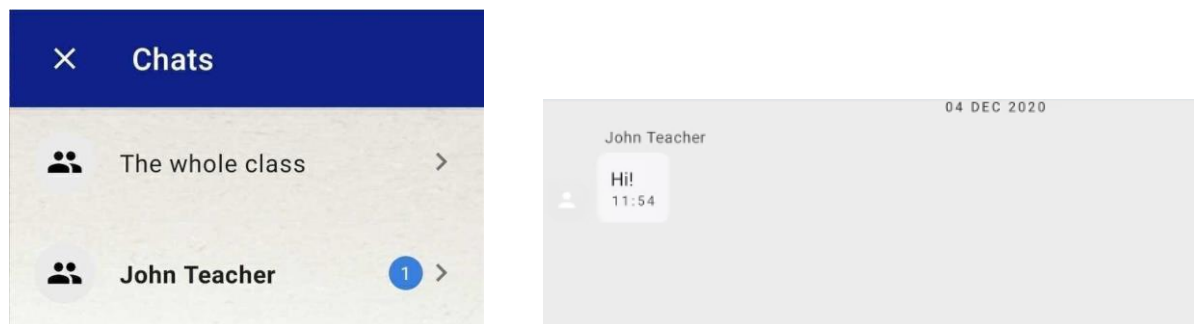 Chats
The whole class
John Teacher
1
04 DEC 2020
John Teacher
Hi!
11:54